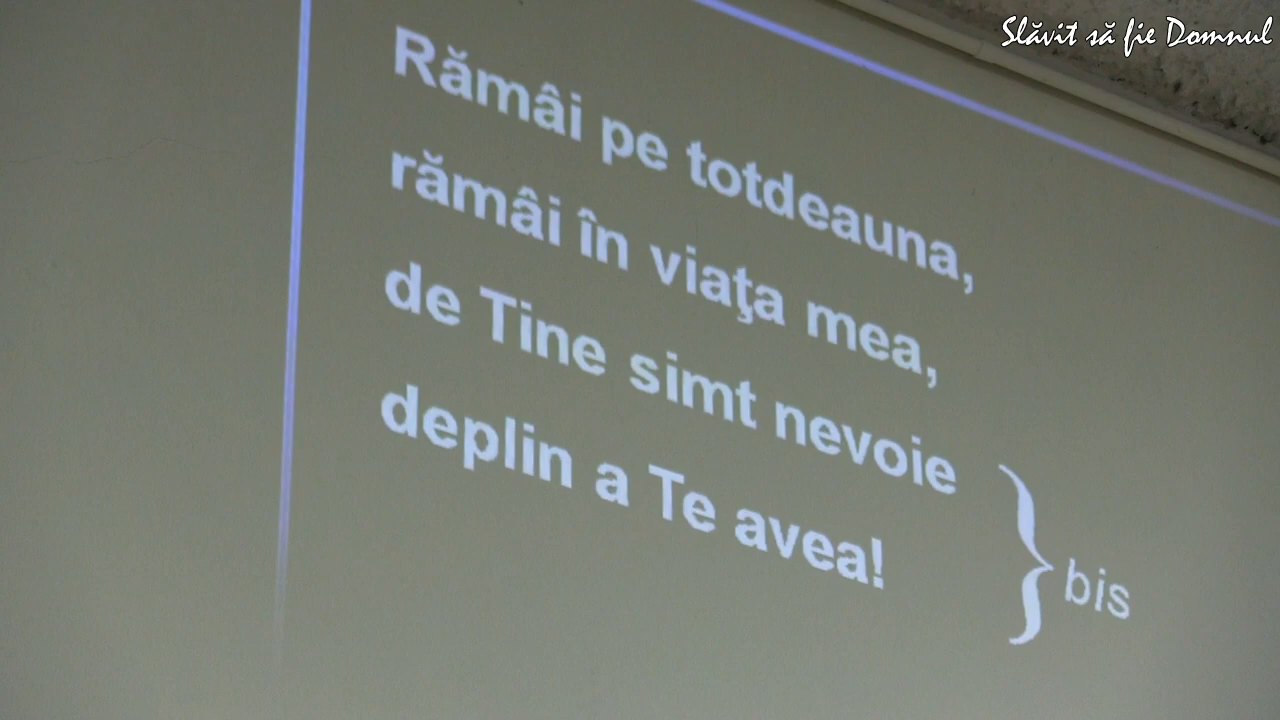 Slăvit să fie Domnul
Rămâi pe totdeauna,
rămâi în viaţa mea,
de Tine simt nevoie
deplin a Te avea!
} bis